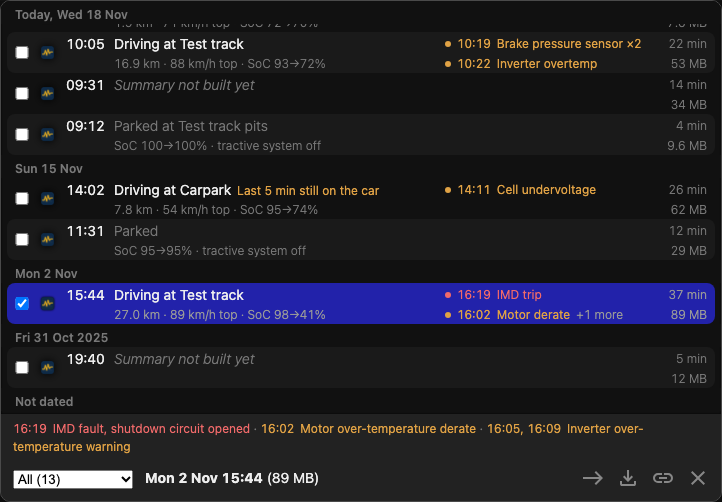 Today, Wed 18 Nov
10:05 Driving at Test track 10:19 Brake pressure sensor ×2 22 min
16.9 km · 88 km/h top · SoC 93→72% 10:22 Inverter overtemp 53 MB
09:31 Summary not built yet 14 min
34 MB
09:12 Parked at Test track pits 4 min
SoC 100→100% · tractive system off 9.6 MB
Sun 15 Nov
14:02 Driving at Carpark Last 5 min still on the car 14:11 Cell undervoltage 26 min
7.8 km · 54 km/h top · SoC 95→74% 62 MB
11:31 Parked 12 min
SoC 95→95% · tractive system off 29 MB
Mon 2 Nov
15:44 Driving at Test track 16:19 IMD trip 37 min
27.0 km · 89 km/h top · SoC 98→41% 16:02 Motor derate +1 more 89 MB
Fri 31 Oct 2025
19:40 Summary not built yet 5 min
12 MB
Not dated
16:19 IMD fault, shutdown circuit opened · 16:02 Motor over-temperature derate · 16:05, 16:09 Inverter over-
temperature warning
All (13) Mon 2 Nov 15:44 (89 MB)